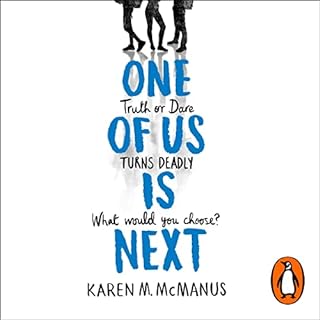 ONE
Truth or Dare
OF US
TURNS DEADLY
IS
What would you choose?
NEXT
KAREN M. McMANUS